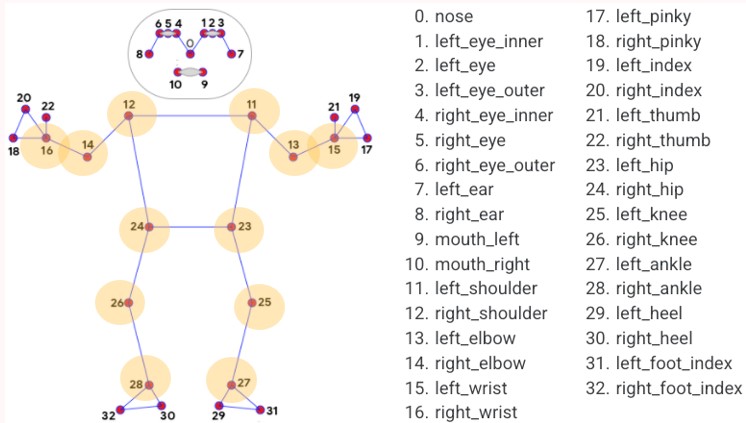 6 5 4 1 2 3
0
8 7
10 9
20 19
22 12 11 21
18 16 14 13 15 17
24 23
26 25
28 27
32 30 29 31
0. nose
1. left_eye_inner
2. left_eye
3. left_eye_outer
4. right_eye_inner
5. right_eye
6. right_eye_outer
7. left_ear
8. right_ear
9. mouth_left
10. mouth_right
11. left_shoulder
12. right_shoulder
13. left_elbow
14. right_elbow
15. left_wrist
16. right_wrist
17. left_pinky
18. right_pinky
19. left_index
20. right_index
21. left_thumb
22. right_thumb
23. left_hip
24. right_hip
25. left_knee
26. right_knee
27. left_ankle
28. right_ankle
29. left_heel
30. right_heel
31. left_foot_index
32. right_foot_index